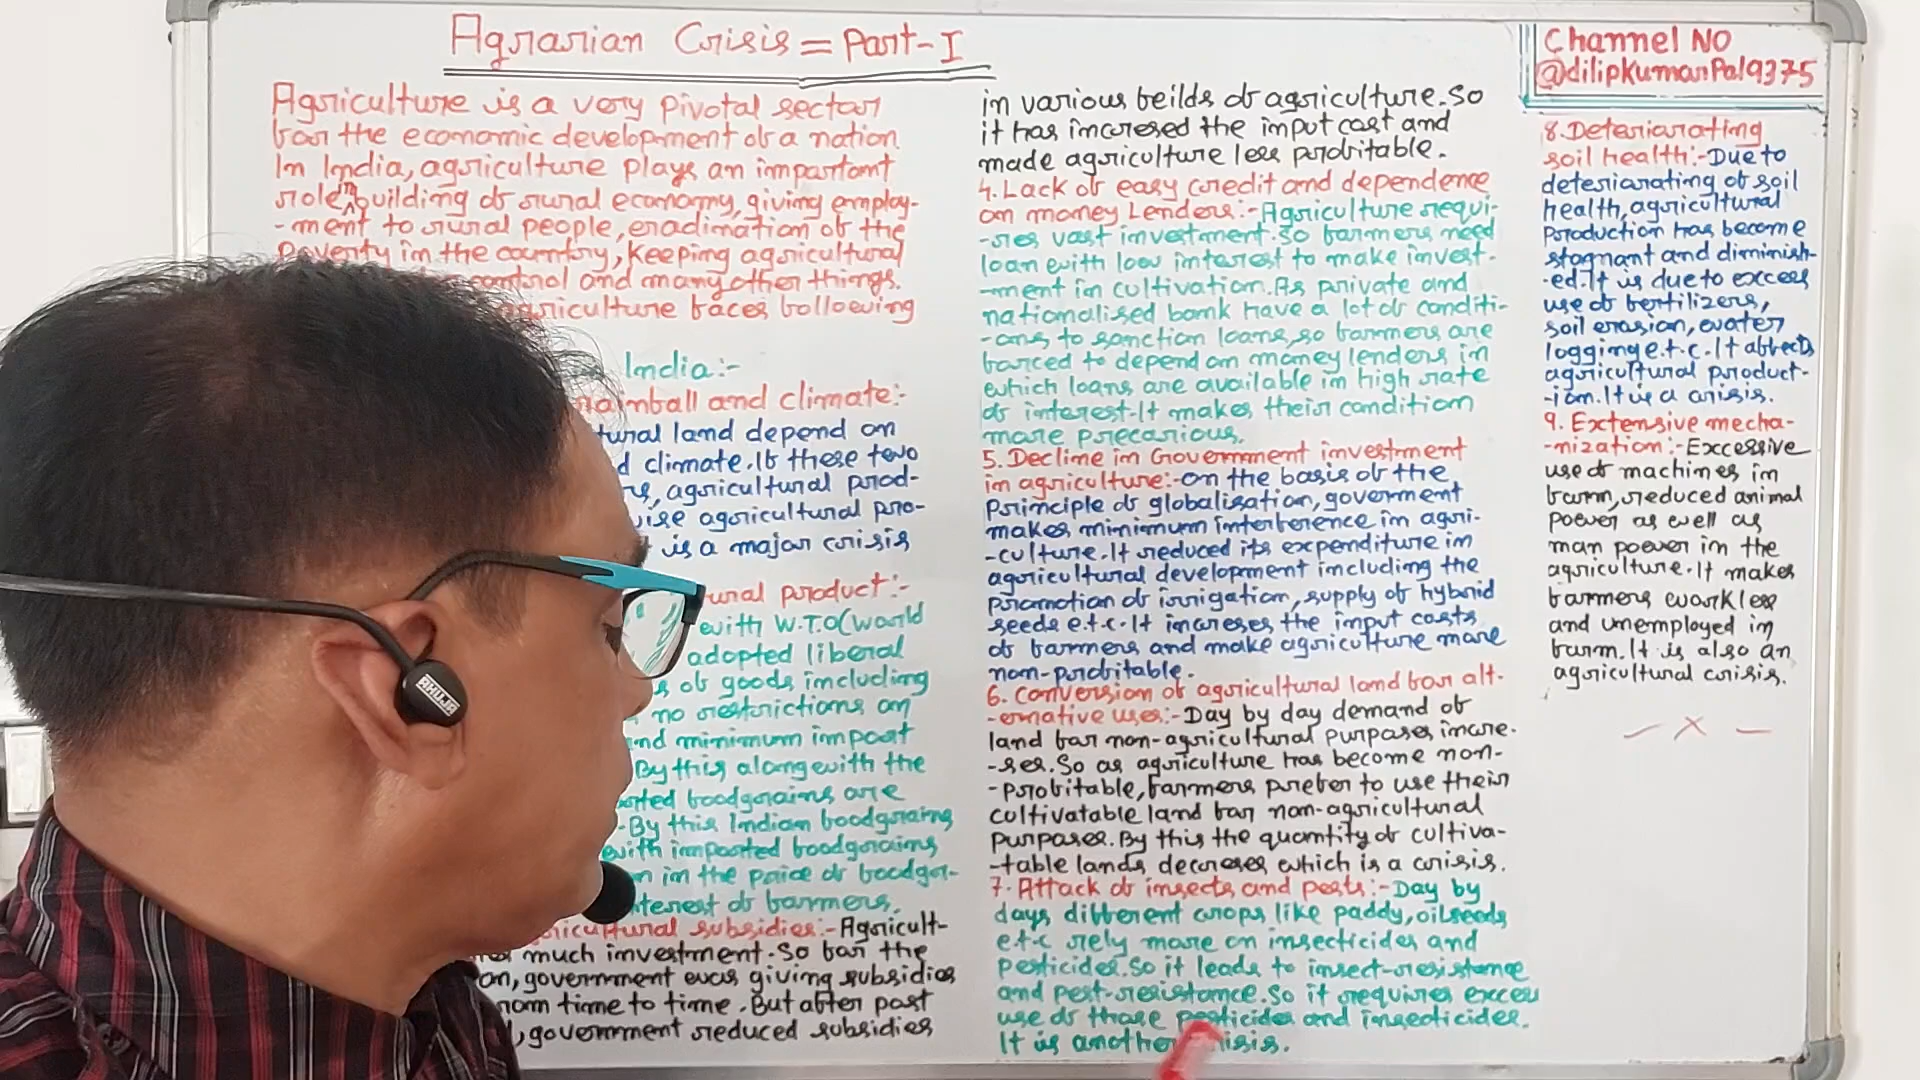 Agrarian Crisis = Part-I
Agriculture is a very pivotal sector
for the economic development of a nation
In India, agriculture plays an important
role in building of rural economy, giving employ-
-ment to rural people, eradimation of the
Poverty in the country, keeping agricultural
control and many other things.
agriculture faces following
India:-
rainfall and climate:-
tural land depend on
d climate. If these two
rs, agricultural prod-
wise agricultural pro-
is a major crisis
ural product:-
with W.T.O (World
adopted liberal
s of goods including
no restrictions on
and minimum import
By this alongwith the
orted foodgrains are
-By this Indian foodgrains
with imported foodgrains
n in the price of foodgr-
nterest of farmers.
ricultural subsidies:- Agricult-
much investment. So for the
on, government was giving subsidies
from time to time. But after past
, government reduced subsidies
in various feilds of agriculture. So
it has incresed the input cost and
made agriculture less profitable.
4. Lack of easy credit and dependence
on money Lenders:- Agriculture requi-
-res vast investment. So farmers need
loan with low interest to make invest-
-ment in cultivation. As private and
nationalised bank have a lot of conditi-
-ons to sanction loans, so farmers are
forced to depend on money lenders in
which loans are available in high rate
of interest. It makes their condition
more precarious.
5. Decline in Government investment
in agriculture:- On the basis of the
Principle of globalisation, goverment
makes minimum interference in agri-
-culture. It reduced its expenditure in
agricultural development including the
promotion of irrigation, supply of hybrid
seeds e.t.c. It increses the input costs
of farmers and make agriculture more
non-profitable.
6. Conversion of agricultural land for alt-
-ernative uses:- Day by day demand of
land for non-agricultural purpases incre-
-ses. So as agriculture has become non-
-profitable, farmers prefer to use their
cultivatable land for non-agricultural
purpases. By this the quantity of cultiva-
-table lands decreses which is a crisis.
7. Attack of insects and pests:- Day by
days different crops like paddy, oilseeds
e.t.c rely more on insecticides and
pesticides. So it leads to insect-resistance
and pest-resistance. So it requires excess
use of those pesticides and insecticides.
It is another crisis.
Channel NO
@dilipkumarPal9375
8. Deteriorating
soil health:- Due to
deteriorating of soil
health, agricultural
production has become
stagnant and diminish-
-ed. It is due to excess
use of fertilizers,
soil erosion, water
logging e.t.c. It affects
agricultural product-
-ion. It is a crisis.
9. Extensive mecha-
-nization:- Excessive
use of machines in
farm, reduced animal
power as well as
man power in the
agriculture. It makes
farmers workless
and unemployed in
farm. It is also an
agricultural crisis.
— x —
AHUJA